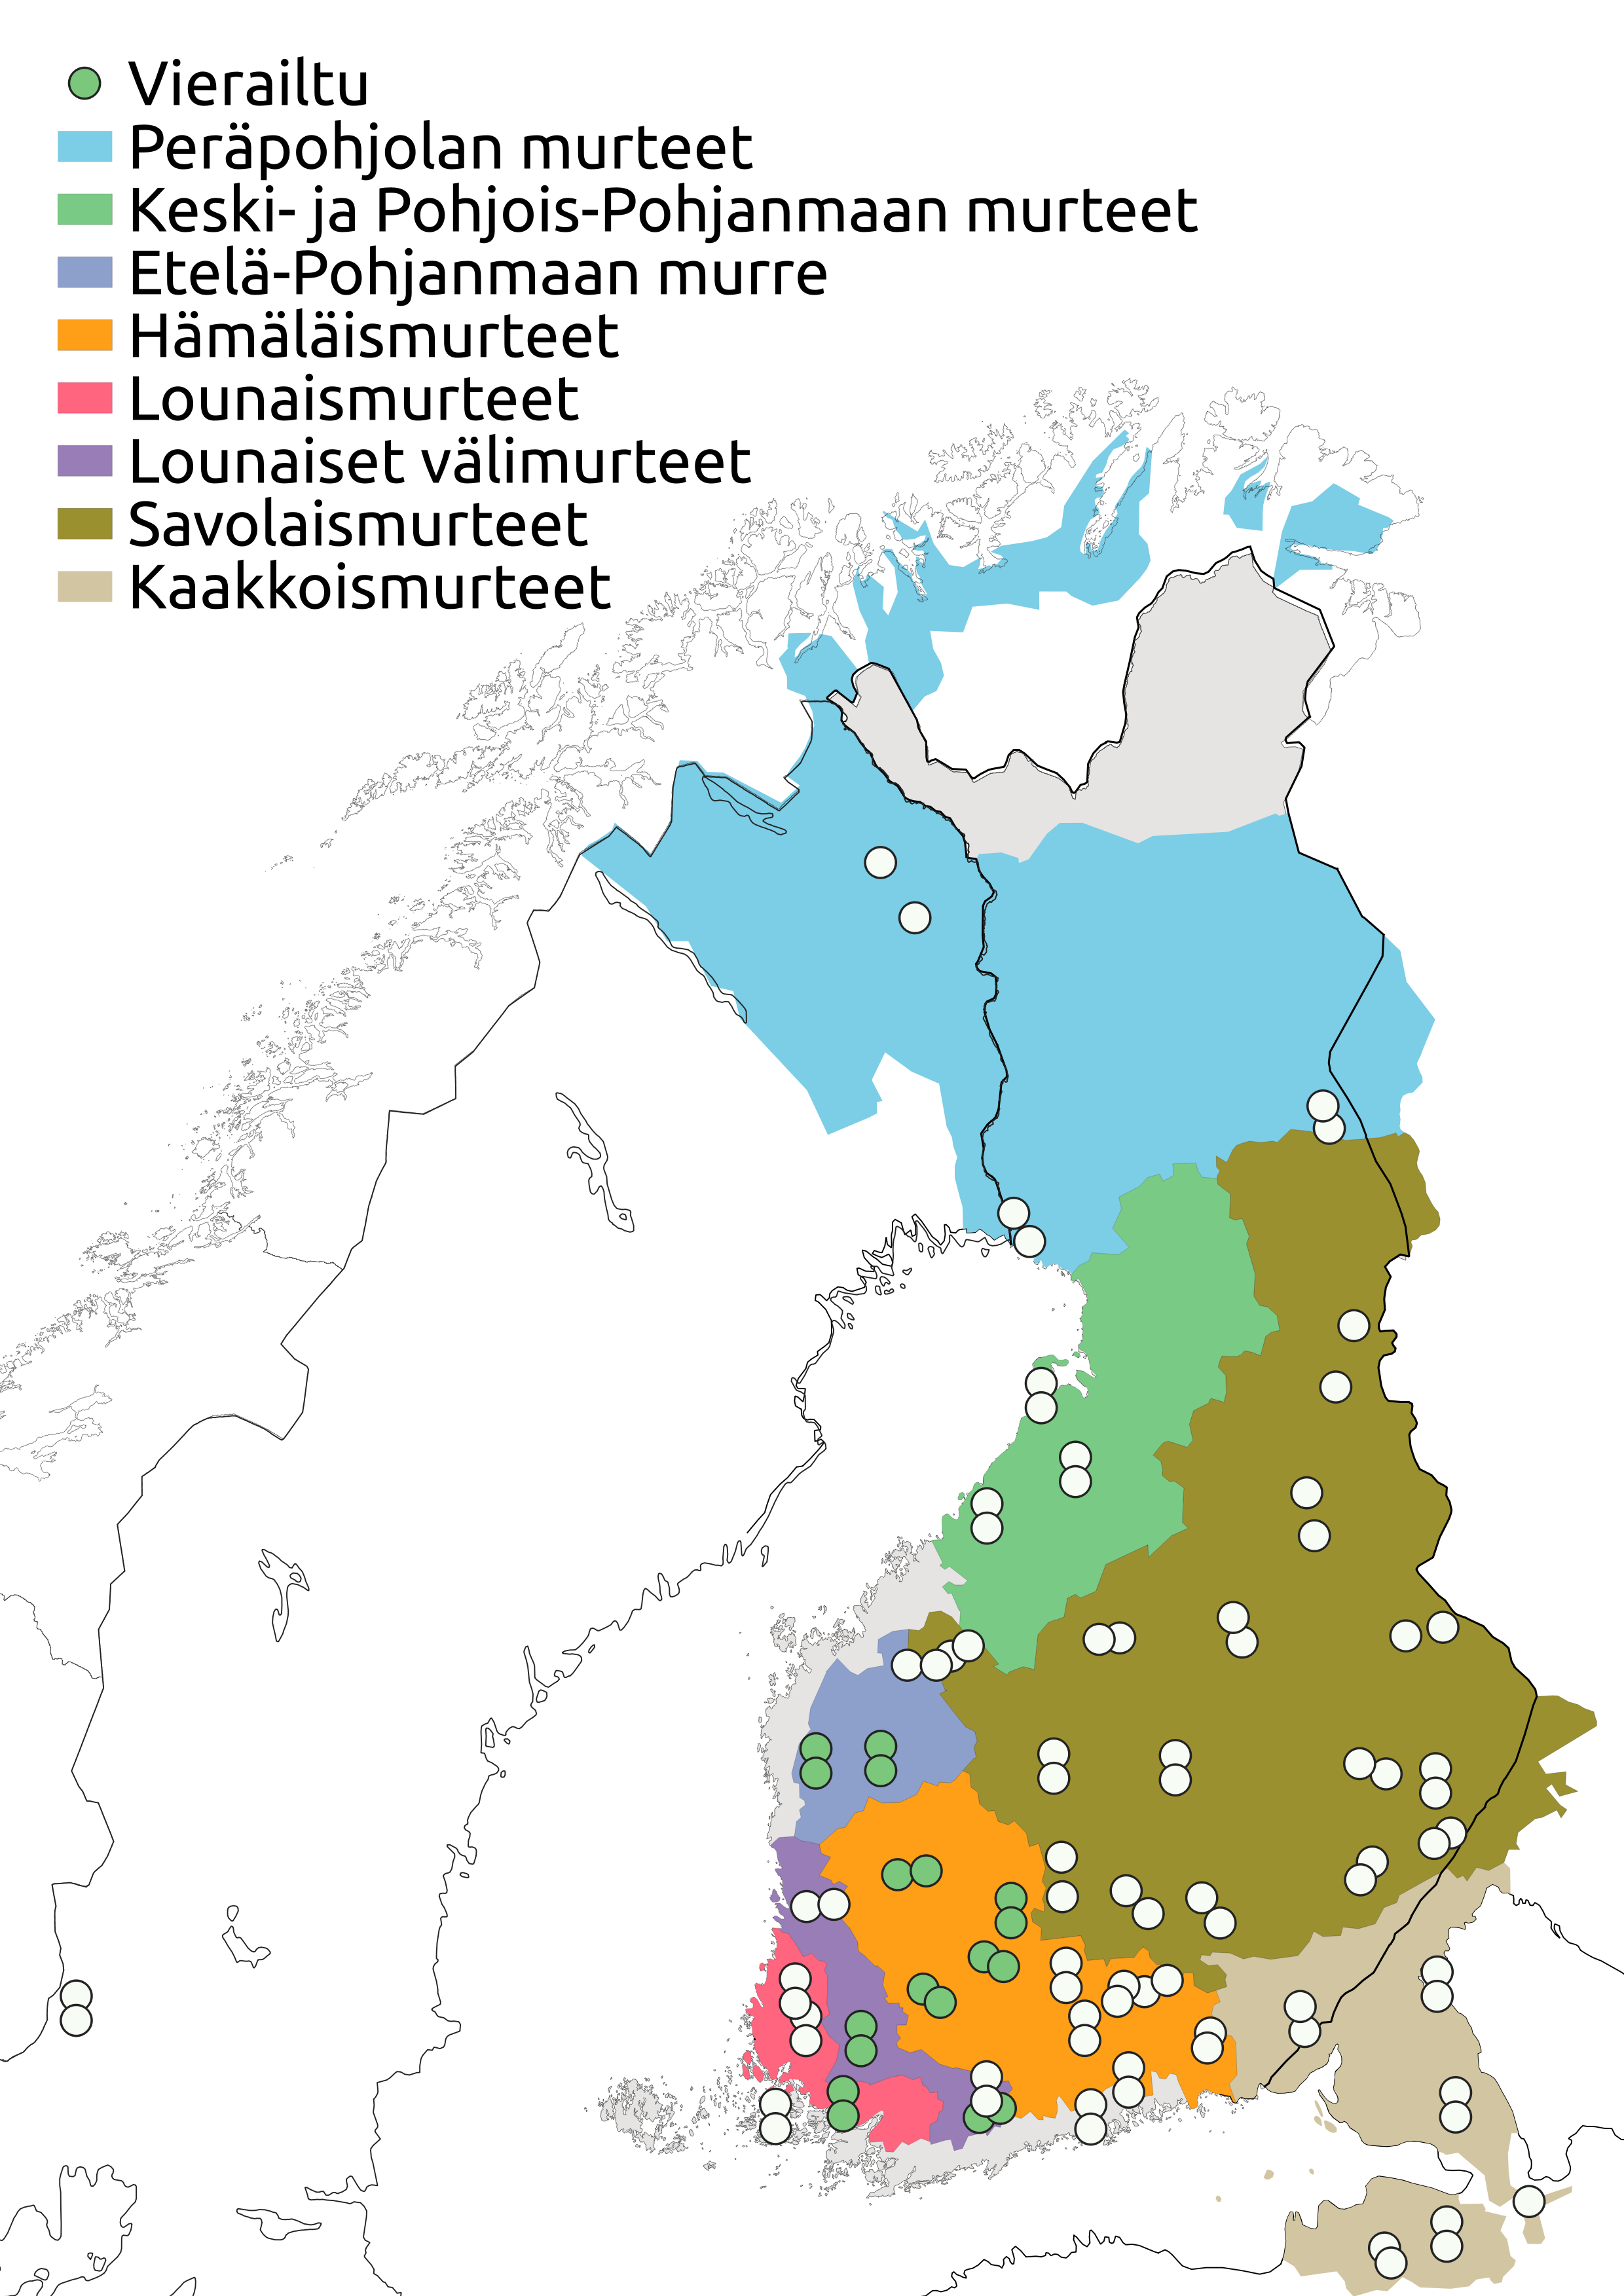 Vierailtu
Peräpohjolan murteet
Keski- ja Pohjois-Pohjanmaan murteet
Etelä-Pohjanmaan murre
Hämäläismurteet
Lounaismurteet
Lounaiset välimurteet
Savolaismurteet
Kaakkoismurteet